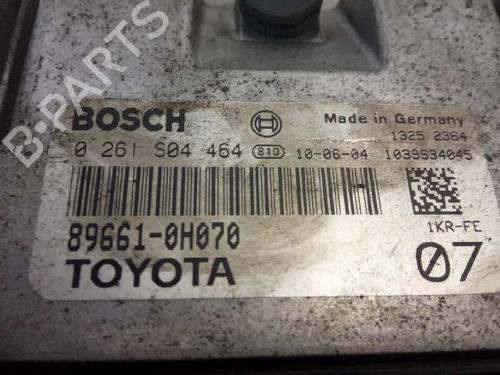 B-PARTS
BOSCH
Made in Germany
1325 2364
0 261 S04 464 810 10-06-04 1039S34045
89661-0H070
1KR-FE
TOYOTA
07